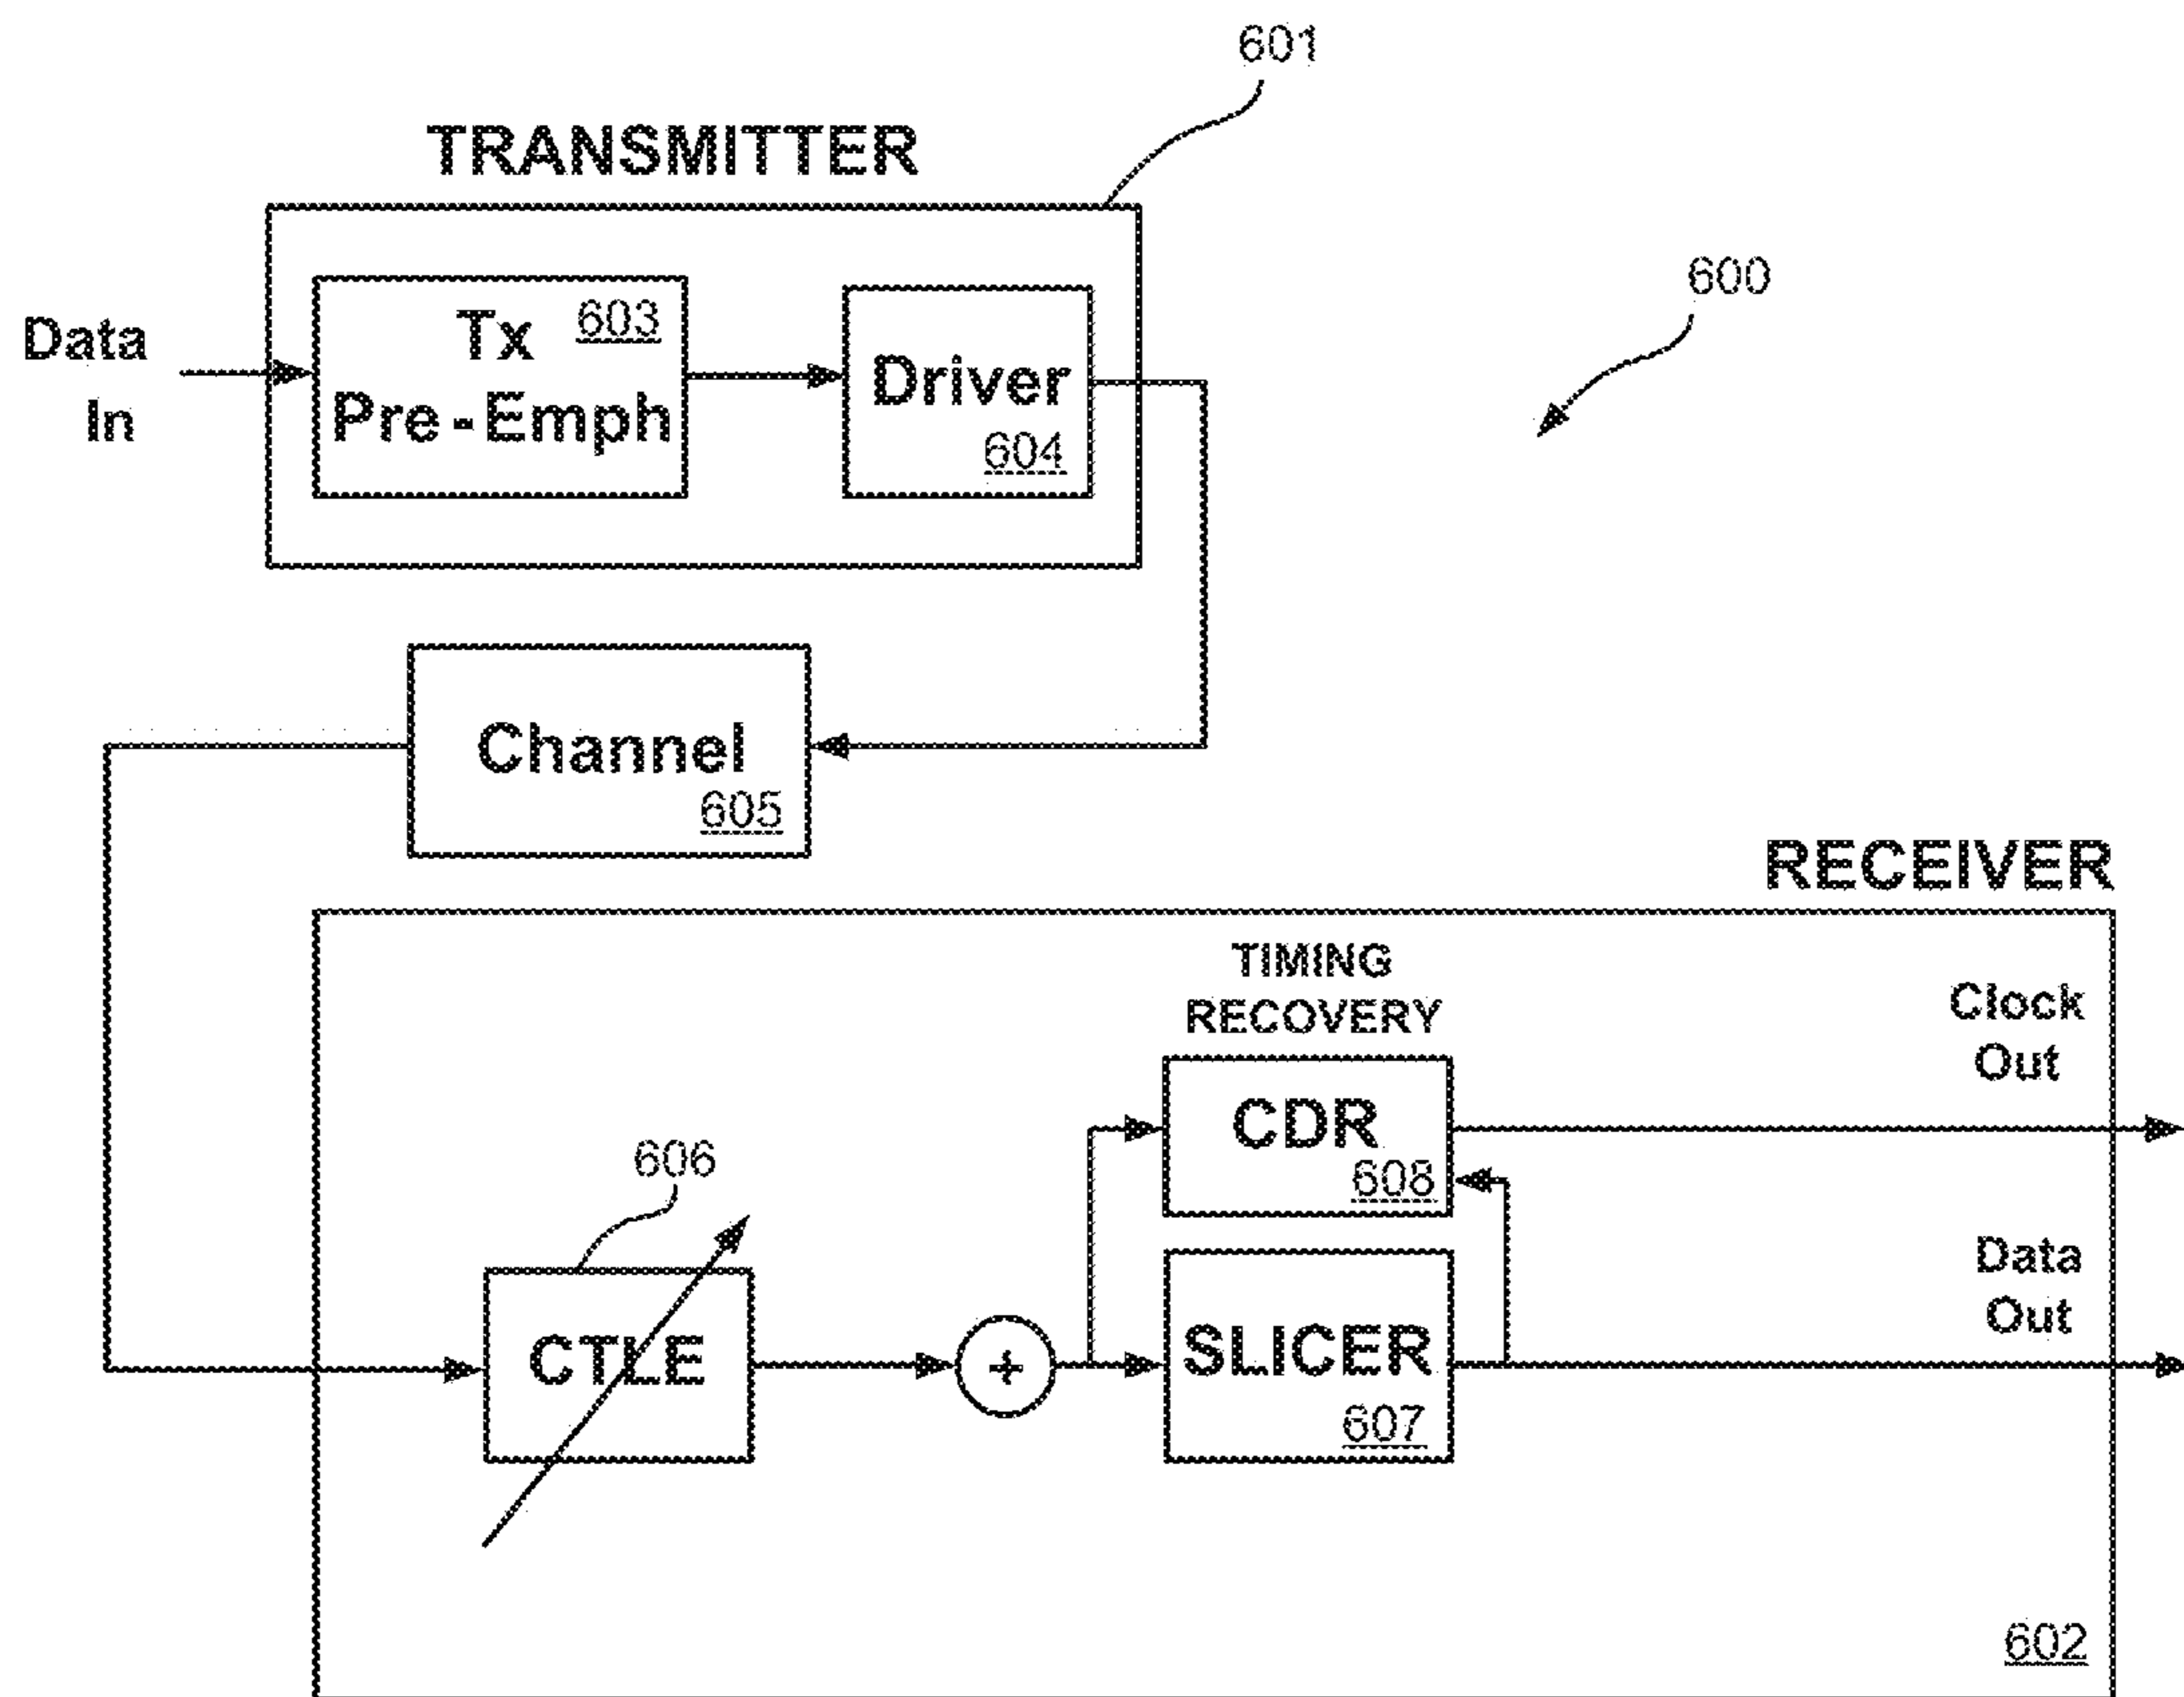 601
TRANSMITTER
600
Data
In
Tx 603
Pre-Emph
Driver
604
Channel
605
RECEIVER
TIMING
RECOVERY
Clock
Out
CDR
608
606
Data
Out
CTLE
+
SLICER
607
602